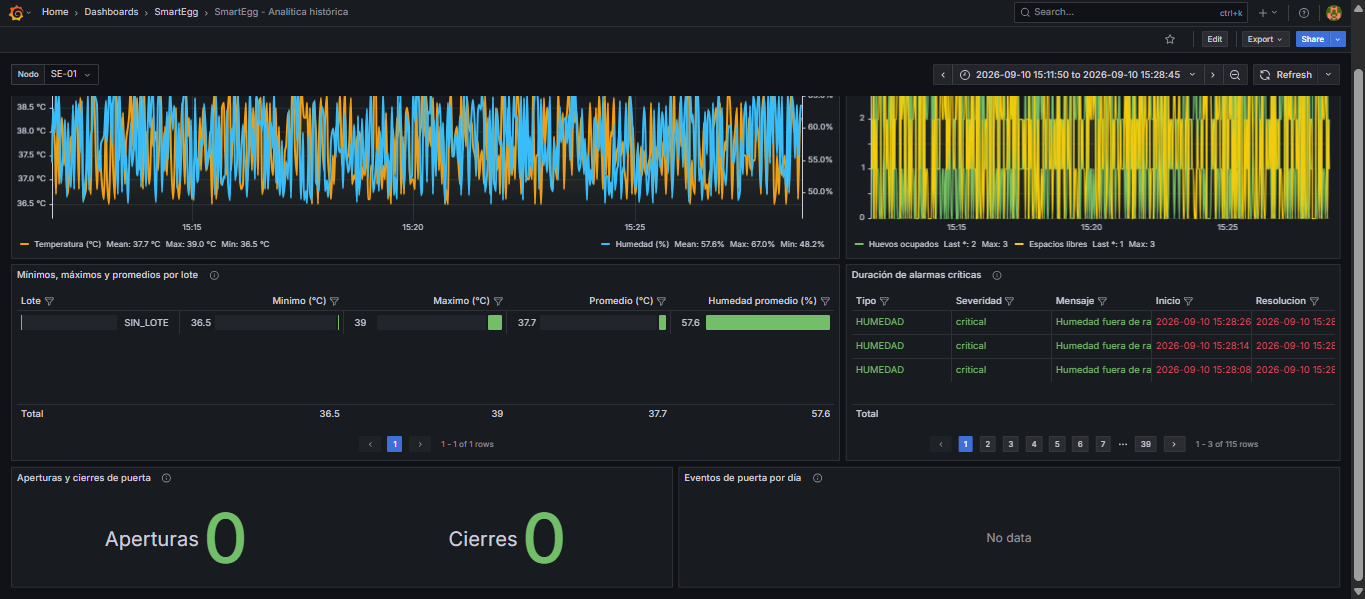 Home › Dashboards › SmartEgg › SmartEgg - Analítica histórica
Search... ctrl+k
Edit Export Share
Nodo SE-01
2026-09-10 15:11:50 to 2026-09-10 15:28:45 Refresh
38.5 °C
38.0 °C
37.5 °C
37.0 °C
36.5 °C
60.0%
55.0%
50.0%
15:15 15:20 15:25
Temperatura (°C) Mean: 37.7 °C Max: 39.0 °C Min: 36.5 °C
Humedad (%) Mean: 57.6% Max: 67.0% Min: 48.2%
2
1
0
15:15 15:20 15:25
Huevos ocupados Last *: 2 Max: 3 Espacios libres Last *: 1 Max: 3
Mínimos, máximos y promedios por lote
Lote Minimo (°C) Maximo (°C) Promedio (°C) Humedad promedio (%)
SIN_LOTE 36.5 39 37.7 57.6
Total 36.5 39 37.7 57.6
‹ 1 › 1 - 1 of 1 rows
Duración de alarmas críticas
Tipo Severidad Mensaje Inicio Resolucion
HUMEDAD critical Humedad fuera de ra 2026-09-10 15:28:26 2026-09-10 15:28
HUMEDAD critical Humedad fuera de ra 2026-09-10 15:28:14 2026-09-10 15:28
HUMEDAD critical Humedad fuera de ra 2026-09-10 15:28:08 2026-09-10 15:28
Total
‹ 1 2 3 4 5 6 7 ··· 39 › 1 - 3 of 115 rows
Aperturas y cierres de puerta
Aperturas 0 Cierres 0
Eventos de puerta por día
No data